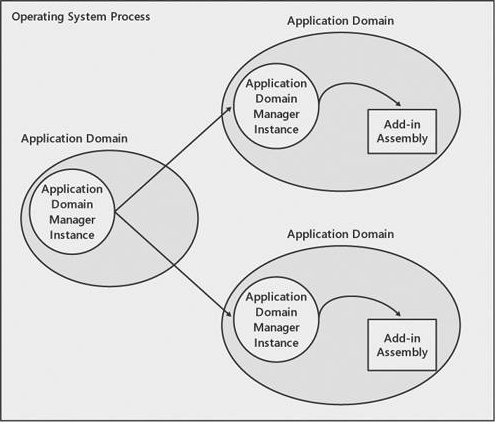 Operating System Process
Application Domain
Application
Domain
Manager
Instance
Add-in
Assembly
Application Domain
Application
Domain
Manager
Instance
Application Domain
Application
Domain
Manager
Instance
Add-in
Assembly